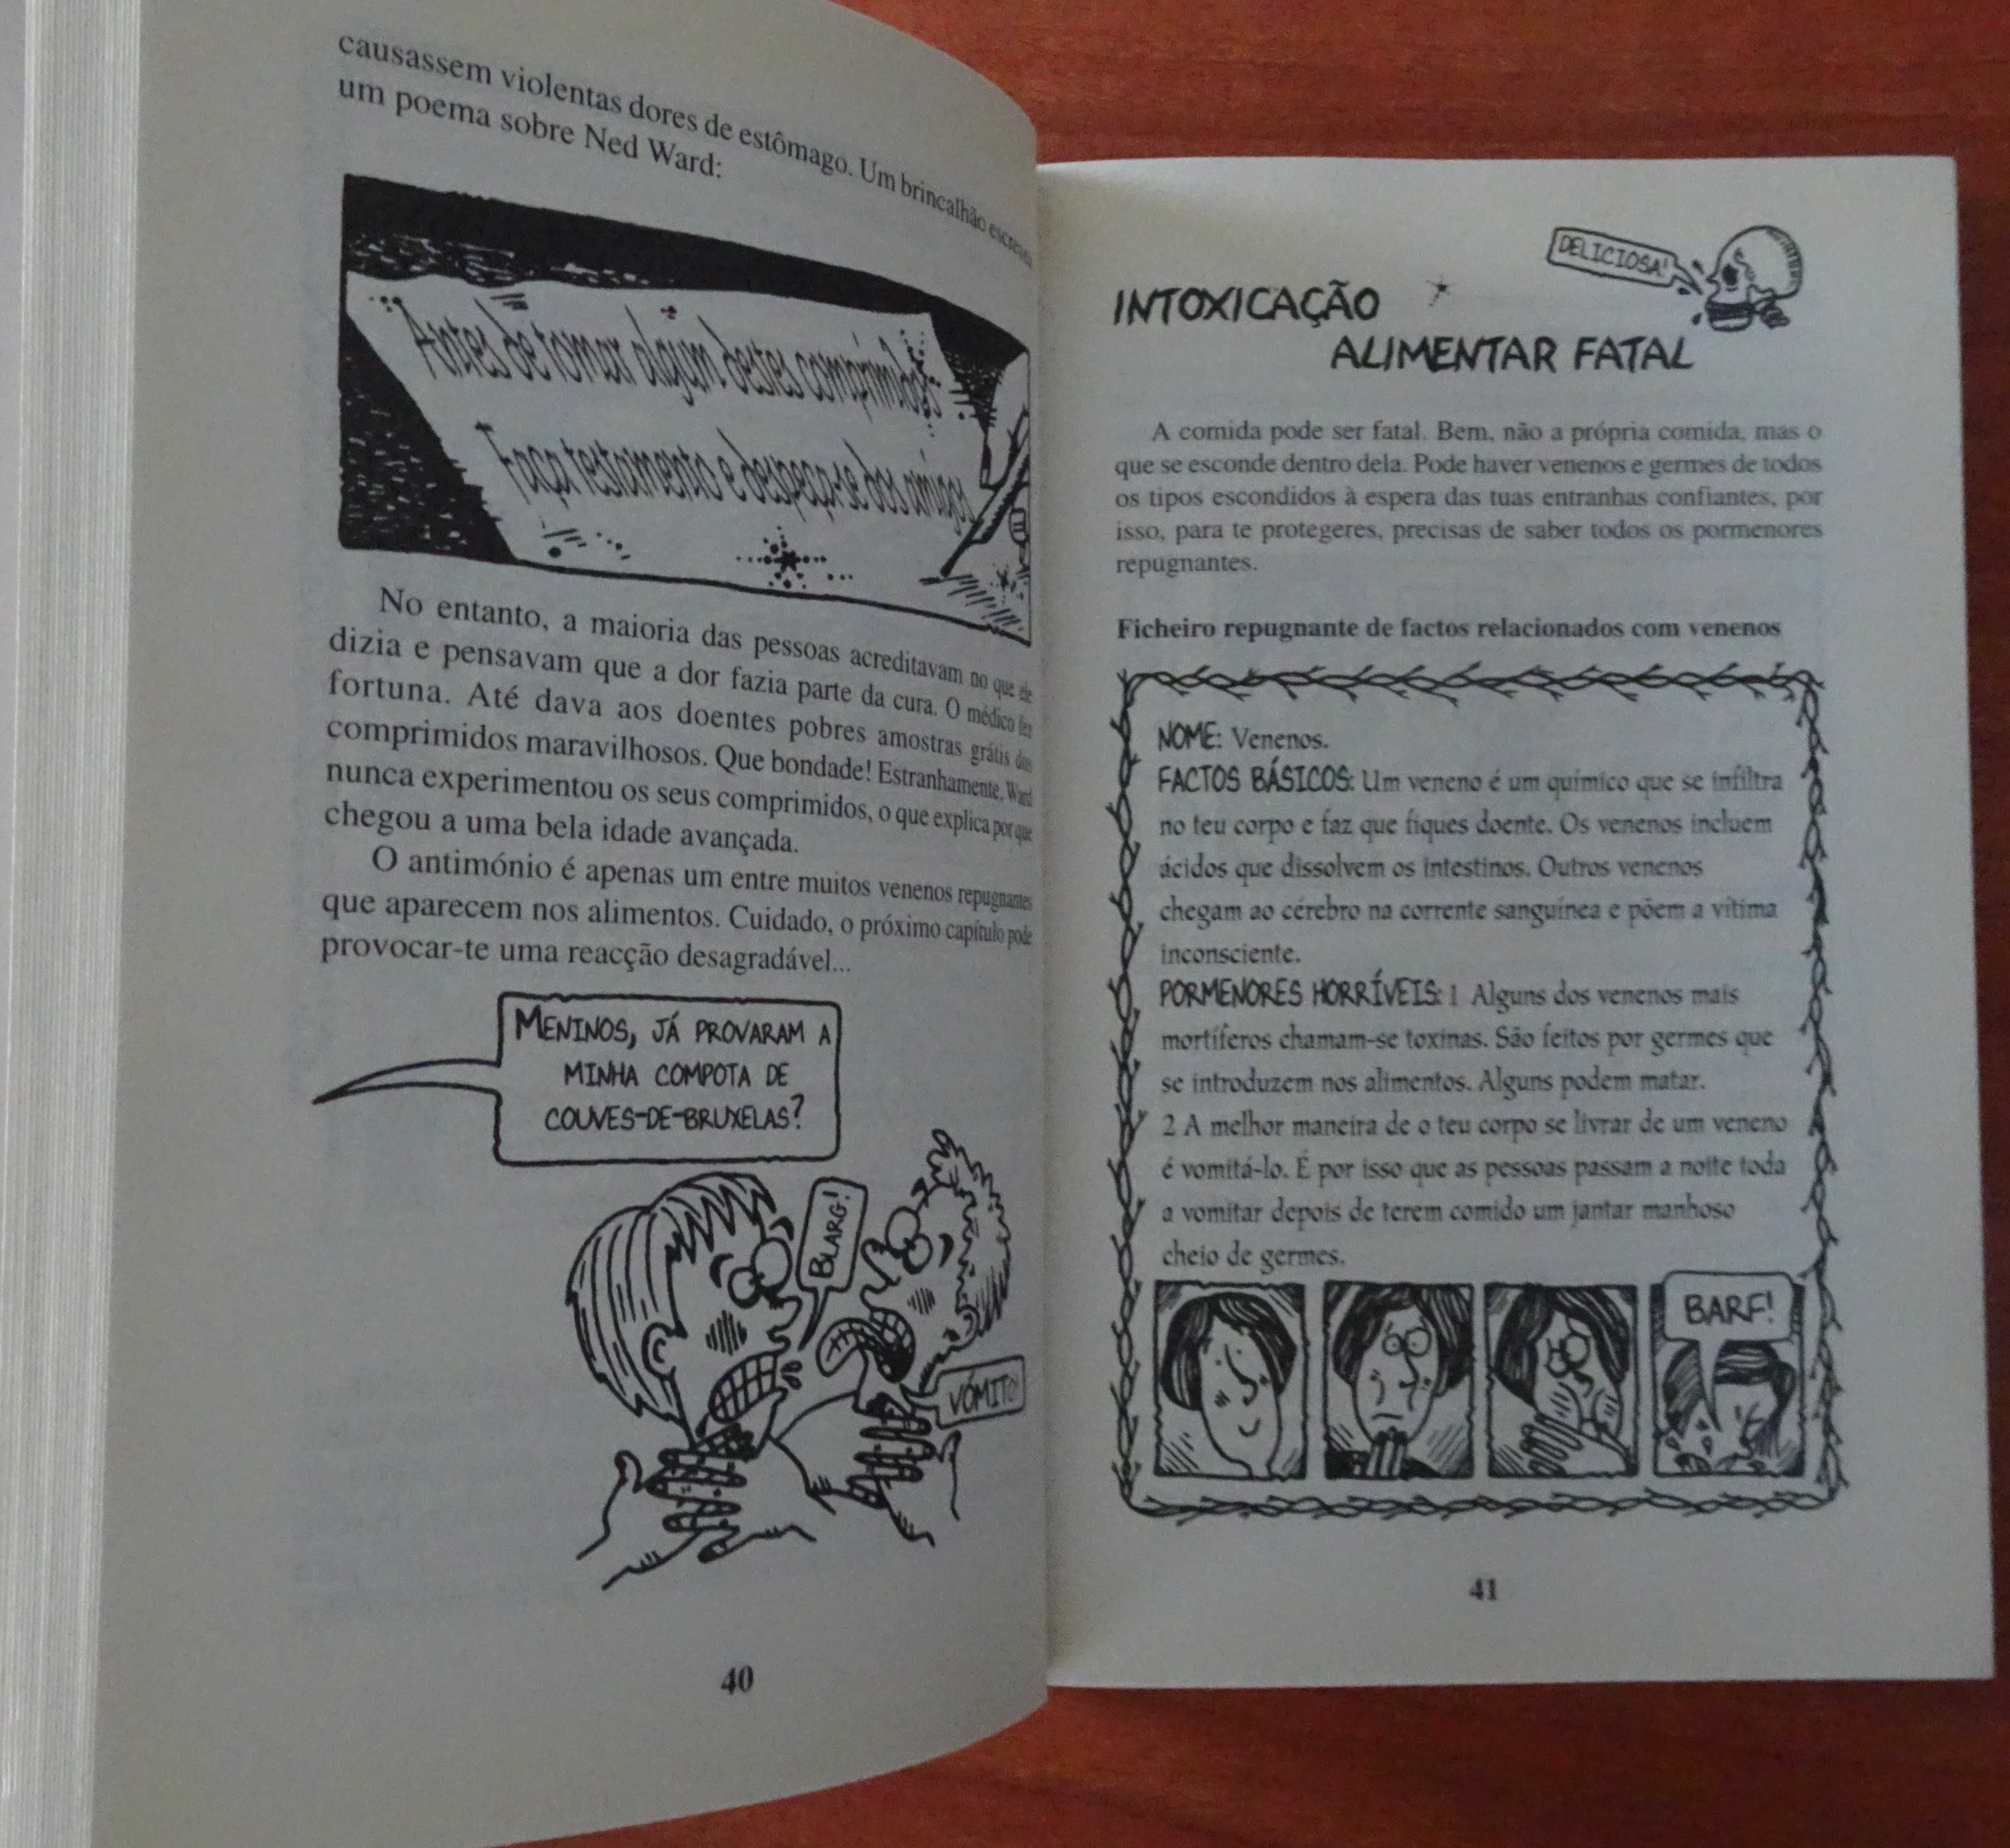 causassem violentas dores de estômago. Um brincalhão escreveu
um poema sobre Ned Ward:
Antes de tomar algum destes comprimidos
Faça testamento e despeça-se dos amigos
No entanto, a maioria das pessoas acreditavam no que ele
dizia e pensavam que a dor fazia parte da cura. O médico fez
fortuna. Até dava aos doentes pobres amostras grátis dos
comprimidos maravilhosos. Que bondade! Estranhamente, Ward
nunca experimentou os seus comprimidos, o que explica por que
chegou a uma bela idade avançada.
O antimónio é apenas um entre muitos venenos repugnantes
que aparecem nos alimentos. Cuidado, o próximo capítulo pode
provocar-te uma reacção desagradável...
MENINOS, JÁ PROVARAM A
MINHA COMPOTA DE
COUVES-DE-BRUXELAS?
BLARG!
VÓMITO!
40
DELICIOSA!
INTOXICAÇÃO
ALIMENTAR FATAL
A comida pode ser fatal. Bem, não a própria comida, mas o
que se esconde dentro dela. Pode haver venenos e germes de todos
os tipos escondidos à espera das tuas entranhas confiantes, por
isso, para te protegeres, precisas de saber todos os pormenores
repugnantes.
Ficheiro repugnante de factos relacionados com venenos
NOME: Venenos.
FACTOS BÁSICOS: Um veneno é um químico que se infiltra
no teu corpo e faz que fiques doente. Os venenos incluem
ácidos que dissolvem os intestinos. Outros venenos
chegam ao cérebro na corrente sanguínea e põem a vítima
inconsciente.
PORMENORES HORRÍVEIS: 1 Alguns dos venenos mais
mortíferos chamam-se toxinas. São feitos por germes que
se introduzem nos alimentos. Alguns podem matar.
2 A melhor maneira de o teu corpo se livrar de um veneno
é vomitá-lo. É por isso que as pessoas passam a noite toda
a vomitar depois de terem comido um jantar manhoso
cheio de germes.
BARF!
41